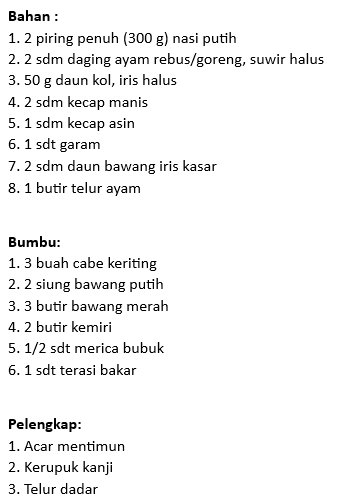 Bahan :
1. 2 piring penuh (300 g) nasi putih
2. 2 sdm daging ayam rebus/goreng, suwir halus
3. 50 g daun kol, iris halus
4. 2 sdm kecap manis
5. 1 sdm kecap asin
6. 1 sdt garam
7. 2 sdm daun bawang iris kasar
8. 1 butir telur ayam
Bumbu:
1. 3 buah cabe keriting
2. 2 siung bawang putih
3. 3 butir bawang merah
4. 2 butir kemiri
5. 1/2 sdt merica bubuk
6. 1 sdt terasi bakar
Pelengkap:
1. Acar mentimun
2. Kerupuk kanji
3. Telur dadar